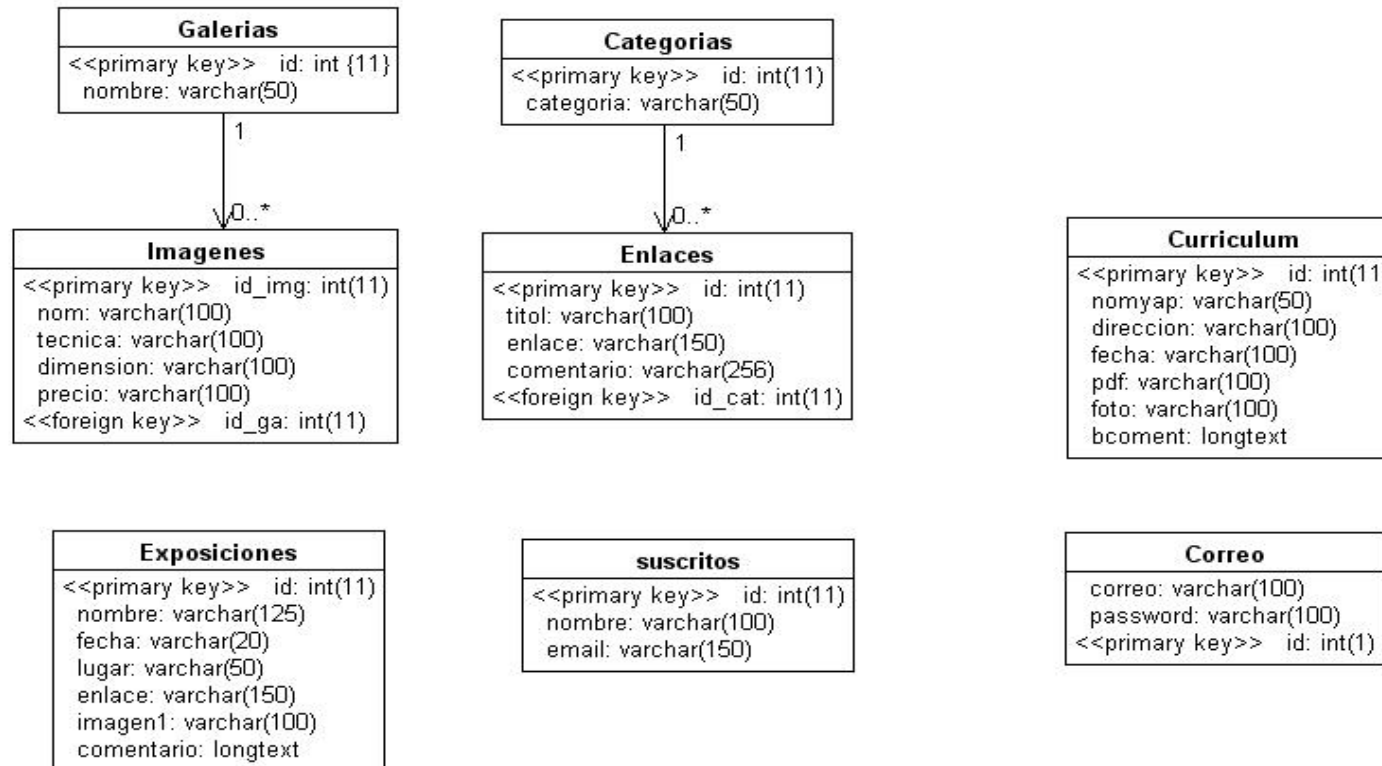 Galerias
<<primary key>> id: int {11}
nombre: varchar(50)
1
0..*
Imagenes
<<primary key>> id_img: int(11)
nom: varchar(100)
tecnica: varchar(100)
dimension: varchar(100)
precio: varchar(100)
<<foreign key>> id_ga: int(11)
Categorias
<<primary key>> id: int(11)
categoria: varchar(50)
1
0..*
Enlaces
<<primary key>> id: int(11)
titol: varchar(100)
enlace: varchar(150)
comentario: varchar(256)
<<foreign key>> id_cat: int(11)
Curriculum
<<primary key>> id: int(11
nomyap: varchar(50)
direccion: varchar(100)
fecha: varchar(100)
pdf: varchar(100)
foto: varchar(100)
bcoment: longtext
Exposiciones
<<primary key>> id: int(11)
nombre: varchar(125)
fecha: varchar(20)
lugar: varchar(50)
enlace: varchar(150)
imagen1: varchar(100)
comentario: longtext
suscritos
<<primary key>> id: int(11)
nombre: varchar(100)
email: varchar(150)
Correo
correo: varchar(100)
password: varchar(100)
<<primary key>> id: int(1)